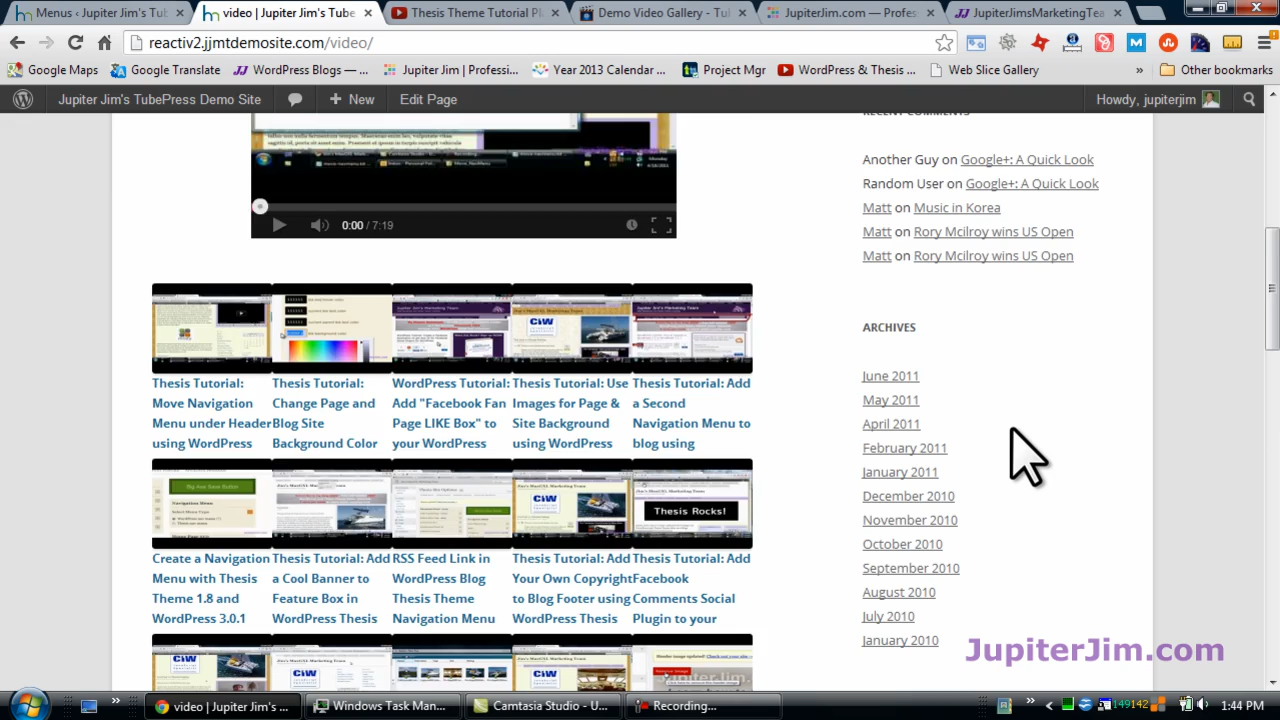 Menus ‹ Jupiter Jim's Tub
video | Jupiter Jim's Tube
Thesis Theme Tutorial Pl
Demo Video Gallery - Tu
JupiterJim.com — Profes
JupiterJimsMarketingTea
reactiv2.jjmtdemosite.com/video/
Google Maps
Google Translate
WordPress Blogs — ...
Jupiter Jim | Professi...
Year 2013 Calendar ...
Project Mgr
WordPress & Thesis ...
Web Slice Gallery
»
Other bookmarks
Jupiter Jim's TubePress Demo Site
+ New
Edit Page
Howdy, jupiterjim
RECENT COMMENTS
0:00 / 7:19
Another Guy on Google+: A Quick Look
Random User on Google+: A Quick Look
Matt on Music in Korea
Matt on Rory Mcilroy wins US Open
Matt on Rory Mcilroy wins US Open
Thesis Tutorial:
Move Navigation
Menu under Header
using WordPress
Thesis Tutorial:
Change Page and
Blog Site
Background Color
WordPress Tutorial:
Add "Facebook Fan
Page LIKE Box" to
your WordPress
Thesis Tutorial: Use
Images for Page &
Site Background
using WordPress
Thesis Tutorial: Add
a Second
Navigation Menu to
blog using
Thesis Rocks!
Create a Navigation
Menu with Thesis
Theme 1.8 and
WordPress 3.0.1
Thesis Tutorial: Add
a Cool Banner to
Feature Box in
WordPress Thesis
RSS Feed Link in
WordPress Blog
Thesis Theme
Navigation Menu
Thesis Tutorial: Add
Your Own Copyright
to Blog Footer using
WordPress Thesis
Thesis Tutorial: Add
Facebook
Comments Social
Plugin to your
ARCHIVES
June 2011
May 2011
April 2011
February 2011
January 2011
December 2010
November 2010
October 2010
September 2010
August 2010
July 2010
January 2010
JupiterJim.com
video | Jupiter Jim's ...
Windows Task Man...
Camtasia Studio - U...
Recording...
1:44 PM